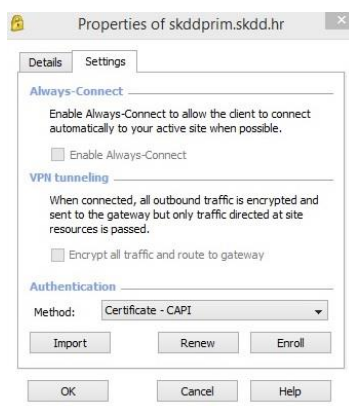 Properties of skddprim.skdd.hr
Details Settings
Always-Connect
Enable Always-Connect to allow the client to connect
automatically to your active site when possible.
Enable Always-Connect
VPN tunneling
When connected, all outbound traffic is encrypted and
sent to the gateway but only traffic directed at site
resources is passed.
Encrypt all traffic and route to gateway
Authentication
Method: Certificate - CAPI
Import Renew Enroll
OK Cancel Help